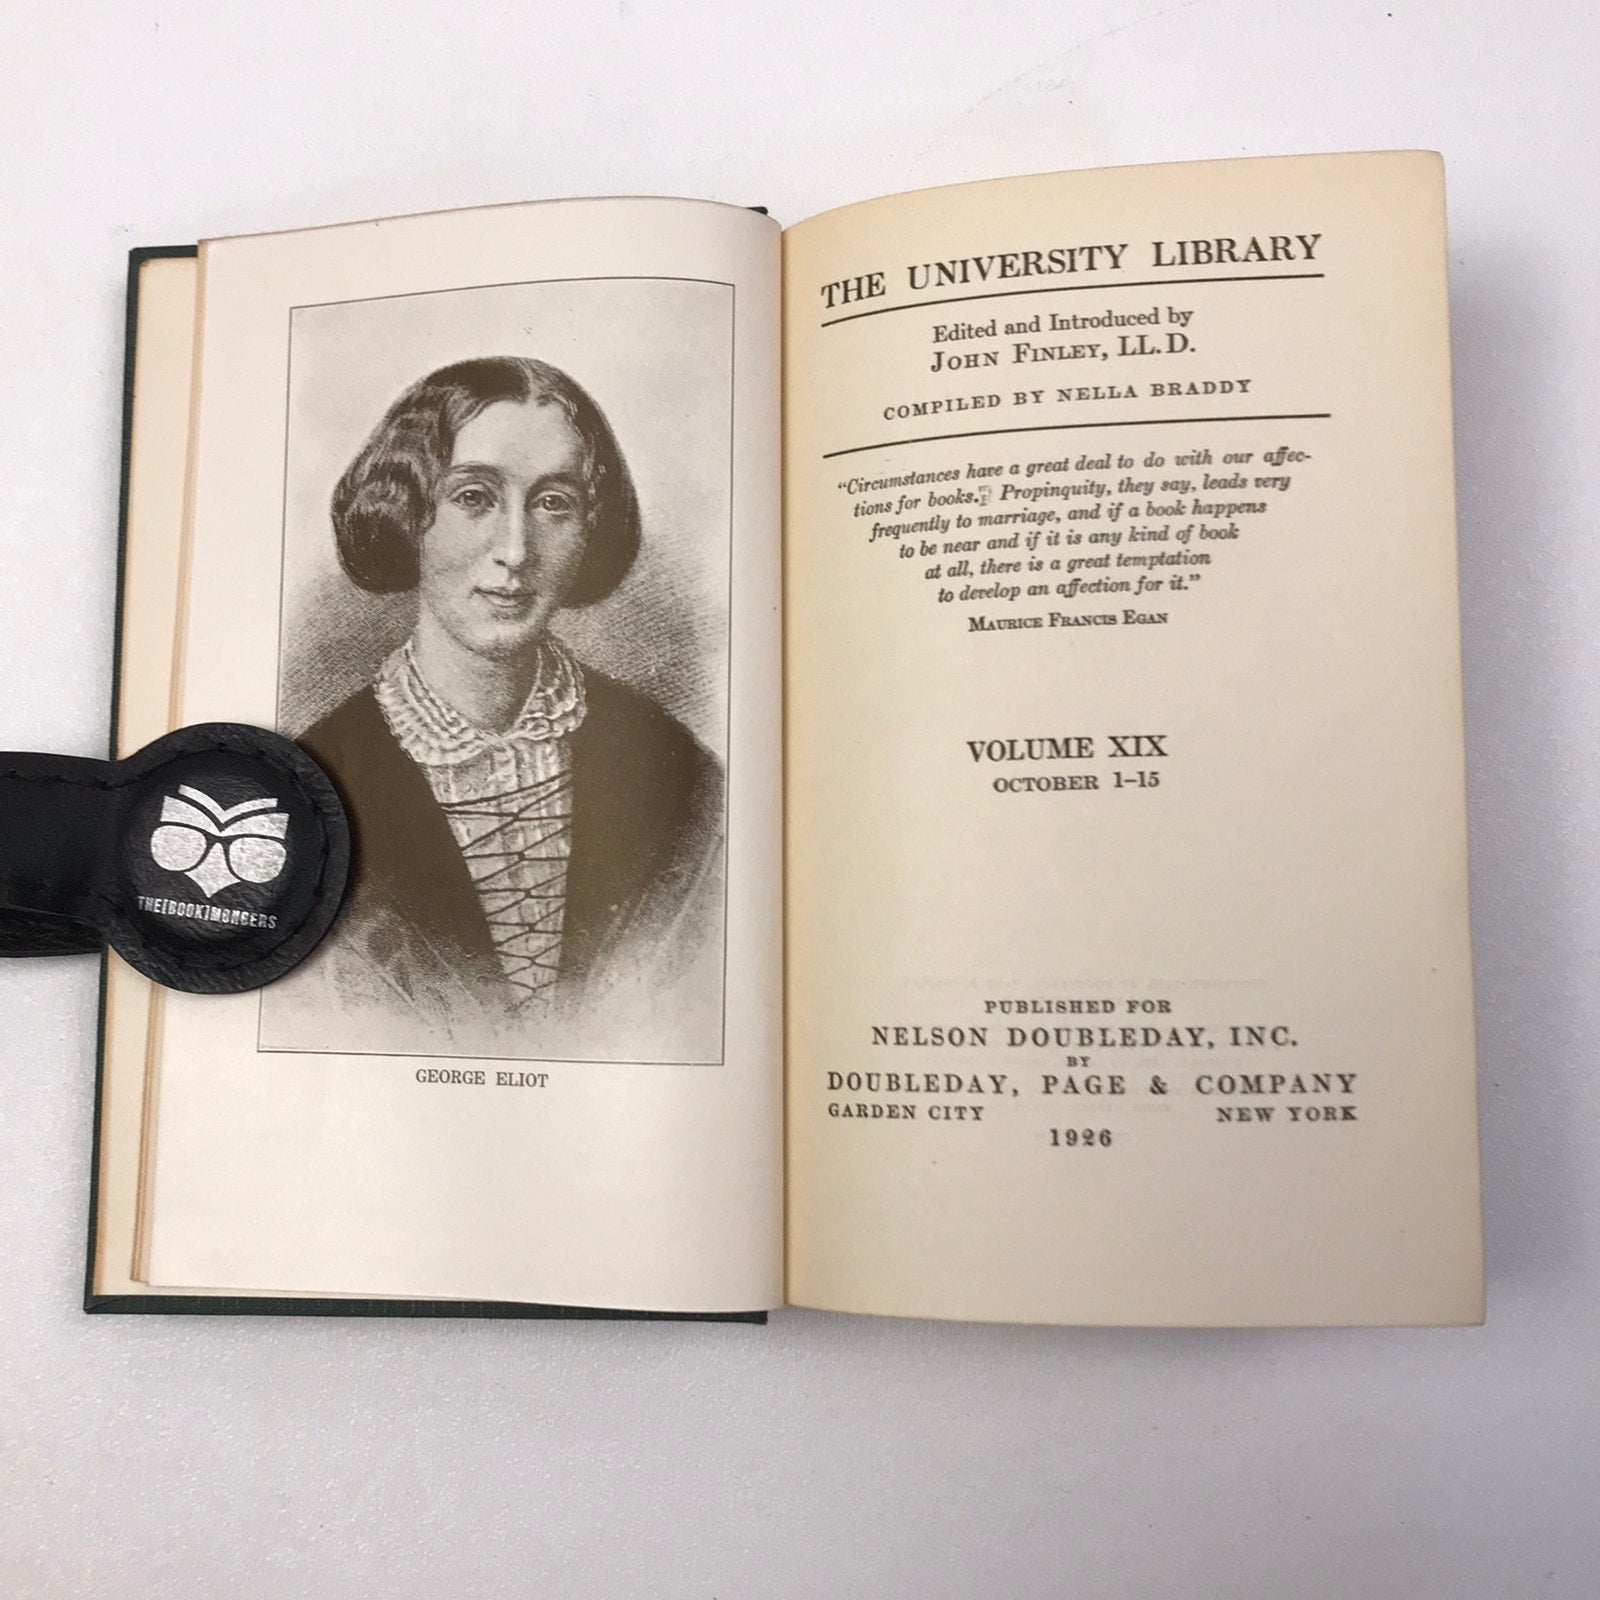 GEORGE ELIOT
THE[BOOK]MONGERS
THE UNIVERSITY LIBRARY
Edited and Introduced by
JOHN FINLEY, LL.D.
COMPILED BY NELLA BRADDY
“Circumstances have a great deal to do with our affec-
tions for books. Propinquity, they say, leads very
frequently to marriage, and if a book happens
to be near and if it is any kind of book
at all, there is a great temptation
to develop an affection for it.”
MAURICE FRANCIS EGAN
VOLUME XIX
OCTOBER 1–15
PUBLISHED FOR
NELSON DOUBLEDAY, INC.
BY
DOUBLEDAY, PAGE & COMPANY
GARDEN CITY NEW YORK
1926